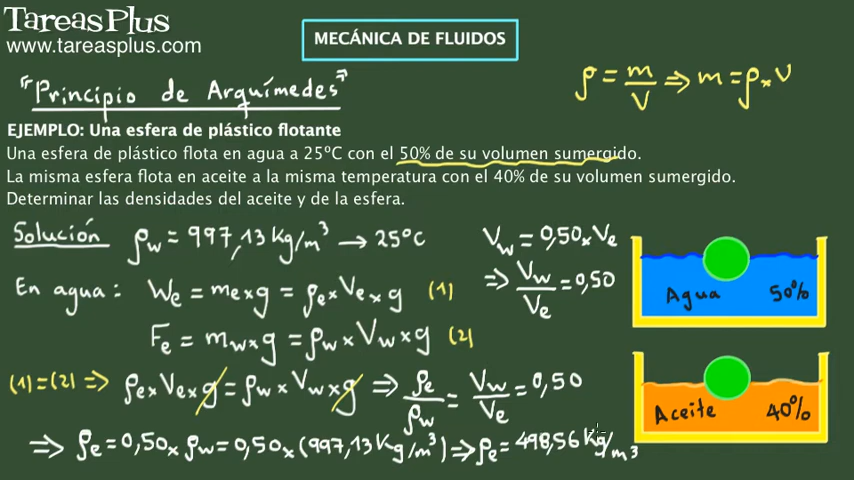 TareasPlus
www.tareasplus.com
MECÁNICA DE FLUIDOS
"Principio de Arquímedes"
ρ = m/V ⇒ m = ρ × V
EJEMPLO: Una esfera de plástico flotante
Una esfera de plástico flota en agua a 25ºC con el 50% de su volumen sumergido.
La misma esfera flota en aceite a la misma temperatura con el 40% de su volumen sumergido.
Determinar las densidades del aceite y de la esfera.
Solución ρw = 997,13 Kg/m³ → 25ºC
Vw = 0,50 × Ve
⇒ Vw/Ve = 0,50
En agua: We = me × g = ρe × Ve × g (1)
Fe = mw × g = ρw × Vw × g (2)
(1)=(2) ⇒ ρe × Ve × g = ρw × Vw × g ⇒ ρe/ρw = Vw/Ve = 0,50
⇒ ρe = 0,50 × ρw = 0,50 × (997,13 Kg/m³) ⇒ ρe = 498,56 Kg/m³
Agua 50%
Aceite 40%